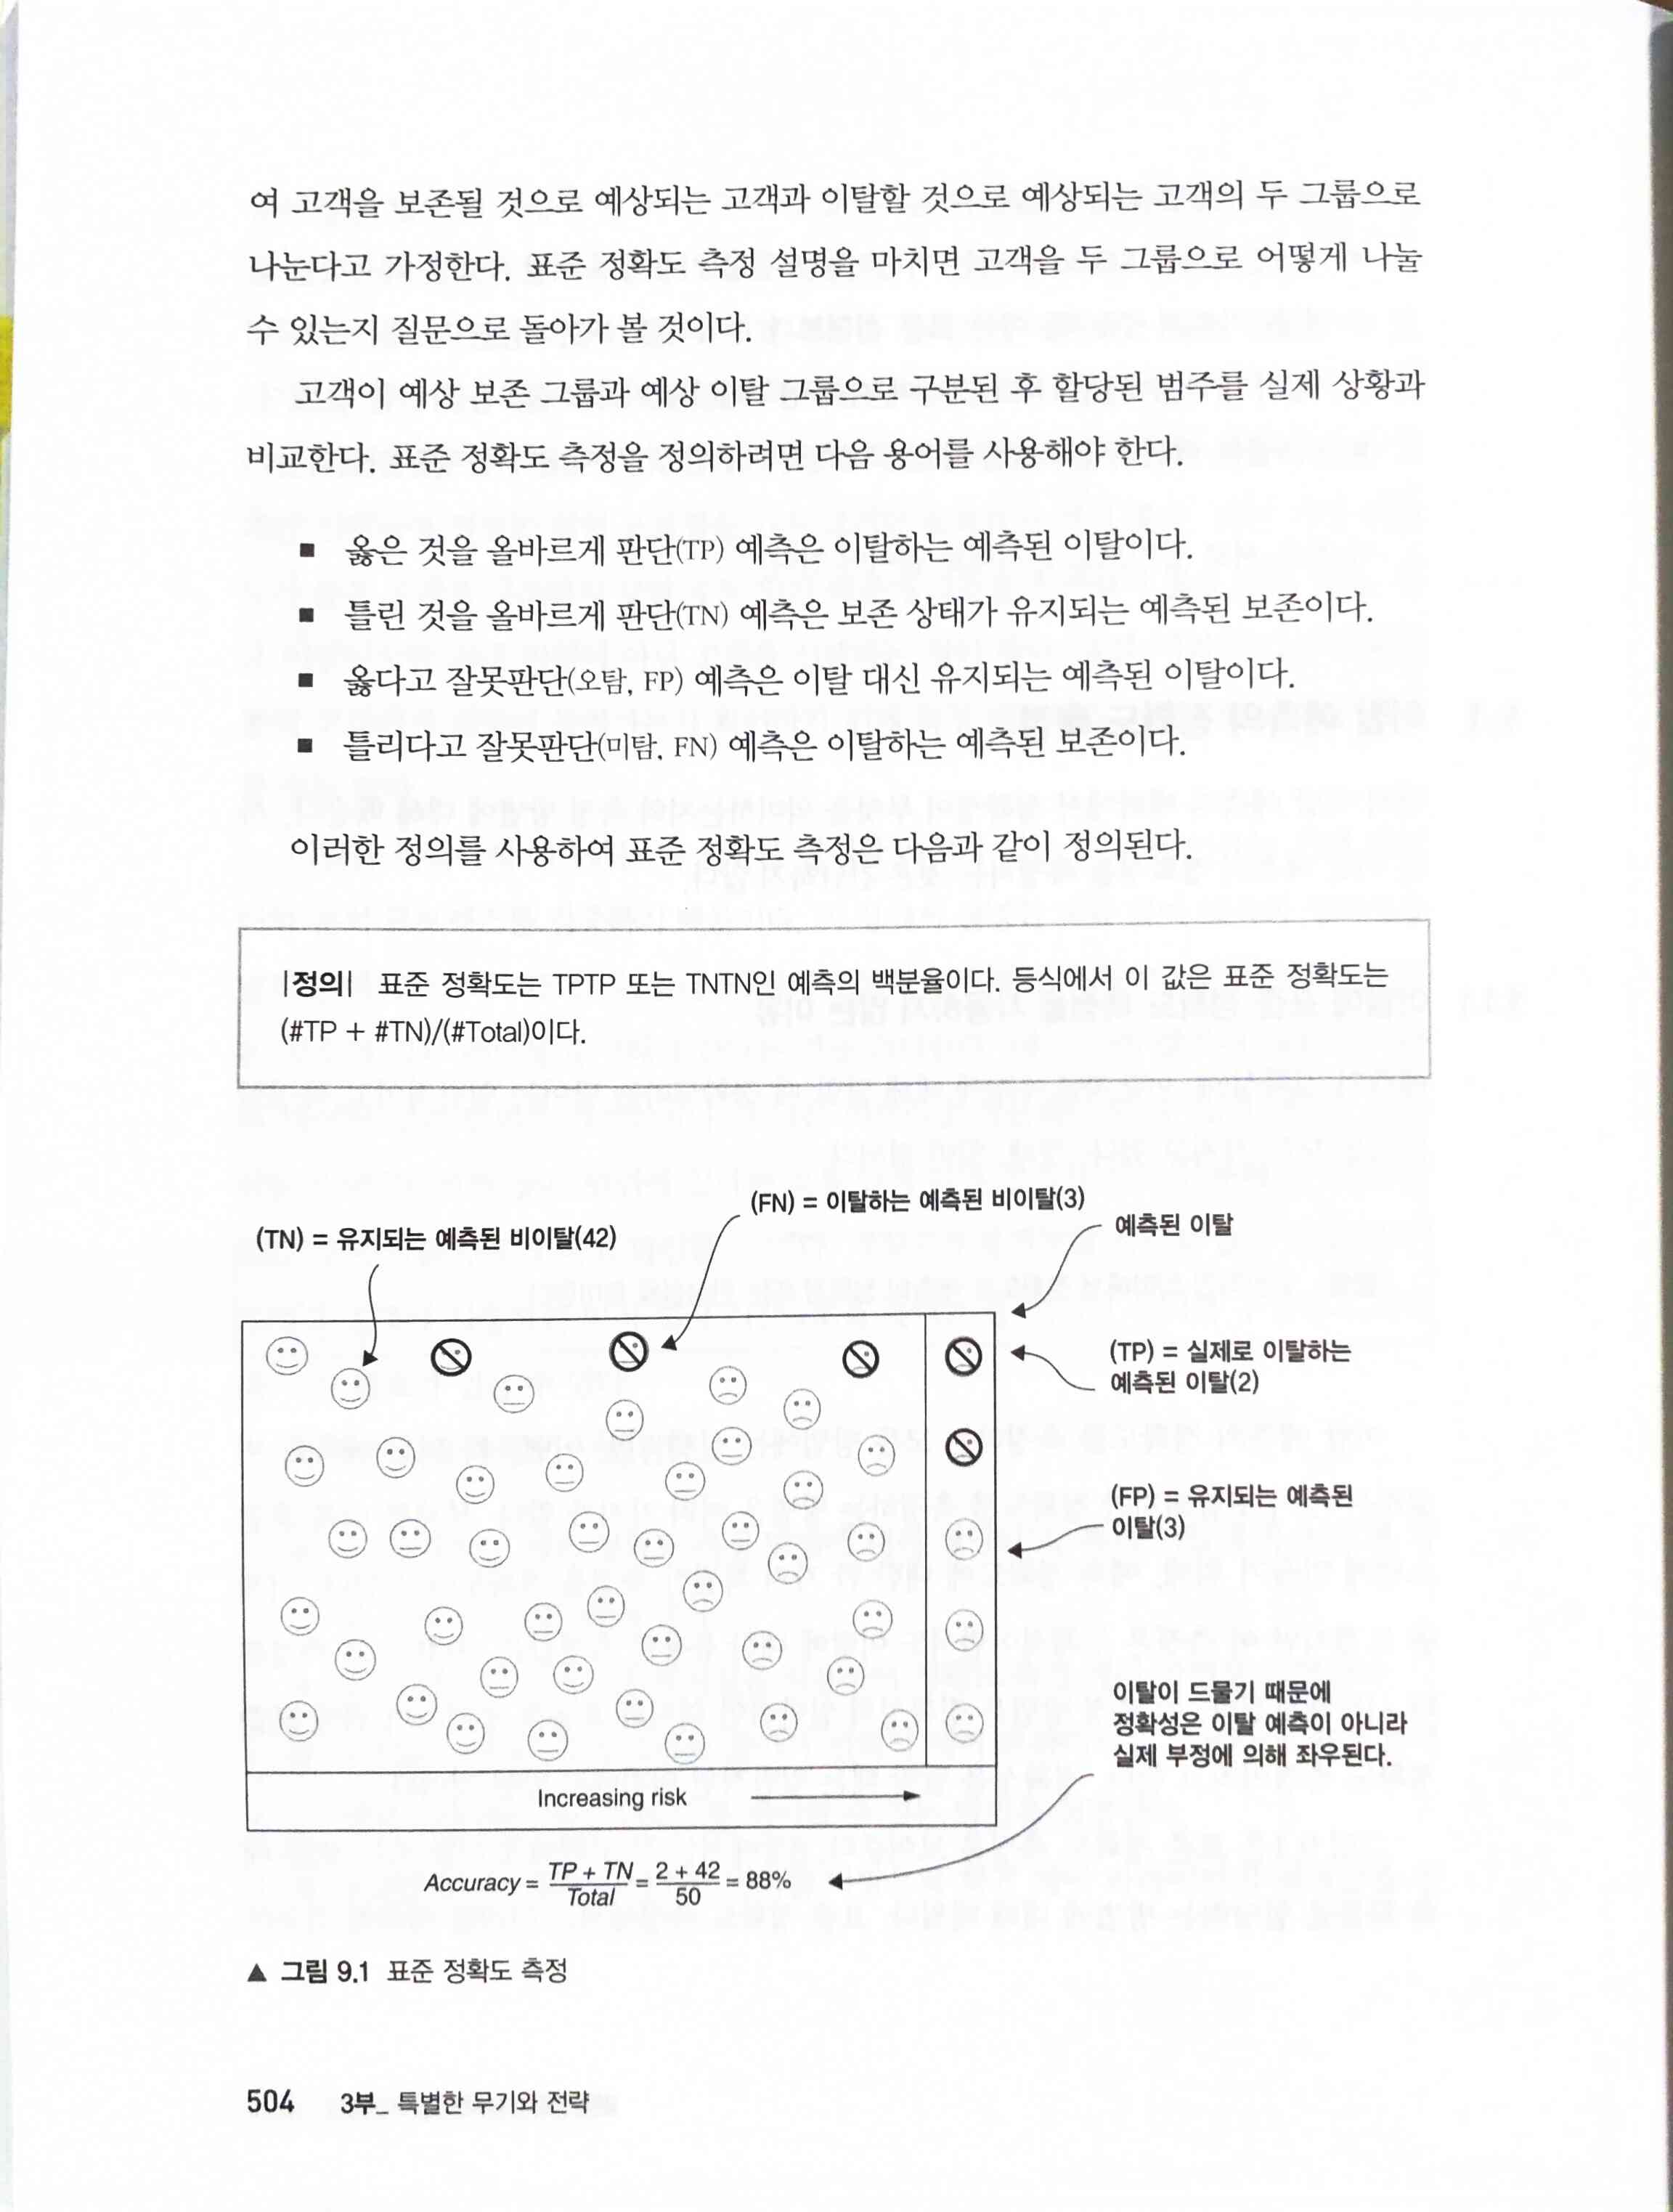 여 고객을 보존될 것으로 예상되는 고객과 이탈할 것으로 예상되는 고객의 두 그룹으로
나눈다고 가정한다. 표준 정확도 측정 설명을 마치면 고객을 두 그룹으로 어떻게 나눌
수 있는지 질문으로 돌아가 볼 것이다.
고객이 예상 보존 그룹과 예상 이탈 그룹으로 구분된 후 할당된 범주를 실제 상황과
비교한다. 표준 정확도 측정을 정의하려면 다음 용어를 사용해야 한다.
■ 옳은 것을 올바르게 판단(TP) 예측은 이탈하는 예측된 이탈이다.
■ 틀린 것을 올바르게 판단(TN) 예측은 보존 상태가 유지되는 예측된 보존이다.
■ 옳다고 잘못판단(오탐, FP) 예측은 이탈 대신 유지되는 예측된 이탈이다.
■ 틀리다고 잘못판단(미탐, FN) 예측은 이탈하는 예측된 보존이다.
이러한 정의를 사용하여 표준 정확도 측정은 다음과 같이 정의된다.
|정의| 표준 정확도는 TPTP 또는 TNTN인 예측의 백분율이다. 등식에서 이 값은 표준 정확도는
(#TP + #TN)/(#Total)이다.
(FN) = 이탈하는 예측된 비이탈(3)
(TN) = 유지되는 예측된 비이탈(42)
예측된 이탈
(TP) = 실제로 이탈하는
예측된 이탈(2)
(FP) = 유지되는 예측된
이탈(3)
이탈이 드물기 때문에
정확성은 이탈 예측이 아니라
실제 부정에 의해 좌우된다.
Increasing risk
Accuracy = TP + TN / Total = 2 + 42 / 50 = 88%
▲ 그림 9.1 표준 정확도 측정
504 3부_ 특별한 무기와 전략